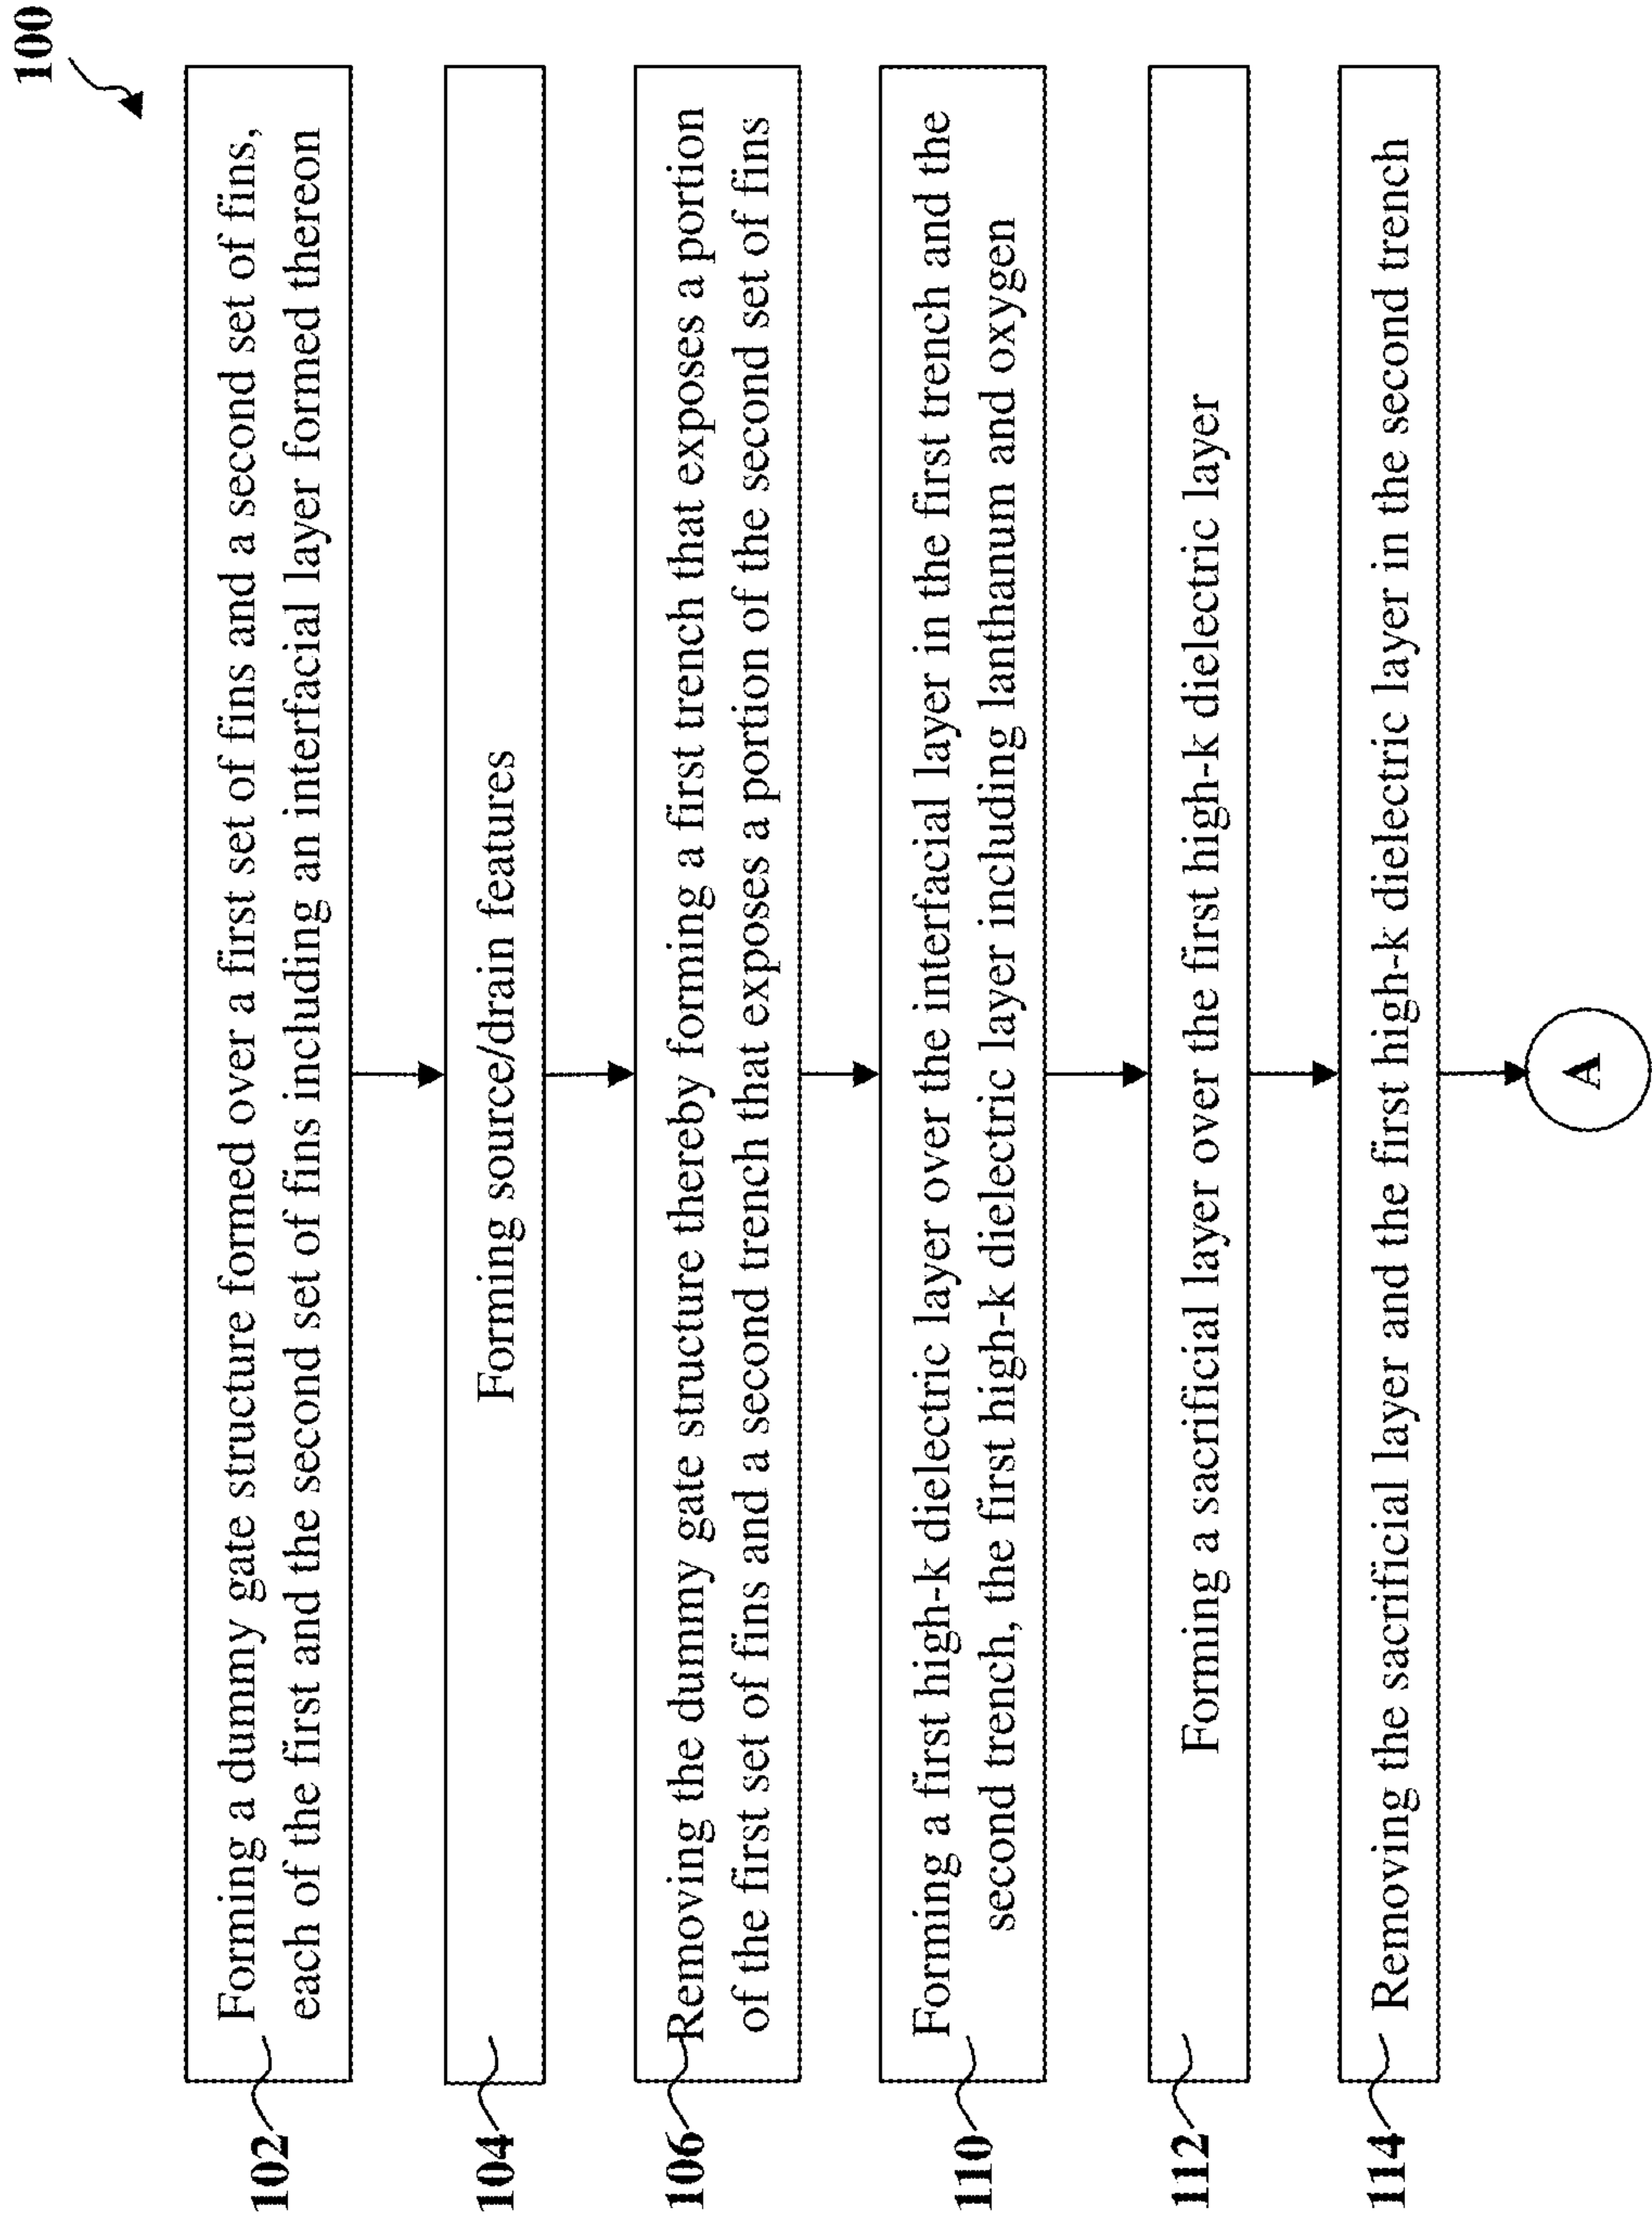 100
102
Forming a dummy gate structure formed over a first set of fins and a second set of fins,
each of the first and the second set of fins including an interfacial layer formed thereon
104
Forming source/drain features
106
Removing the dummy gate structure thereby forming a first trench that exposes a portion
of the first set of fins and a second trench that exposes a portion of the second set of fins
110
Forming a first high-k dielectric layer over the interfacial layer in the first trench and the
second trench, the first high-k dielectric layer including lanthanum and oxygen
112
Forming a sacrificial layer over the first high-k dielectric layer
114
Removing the sacrificial layer and the first high-k dielectric layer in the second trench
A